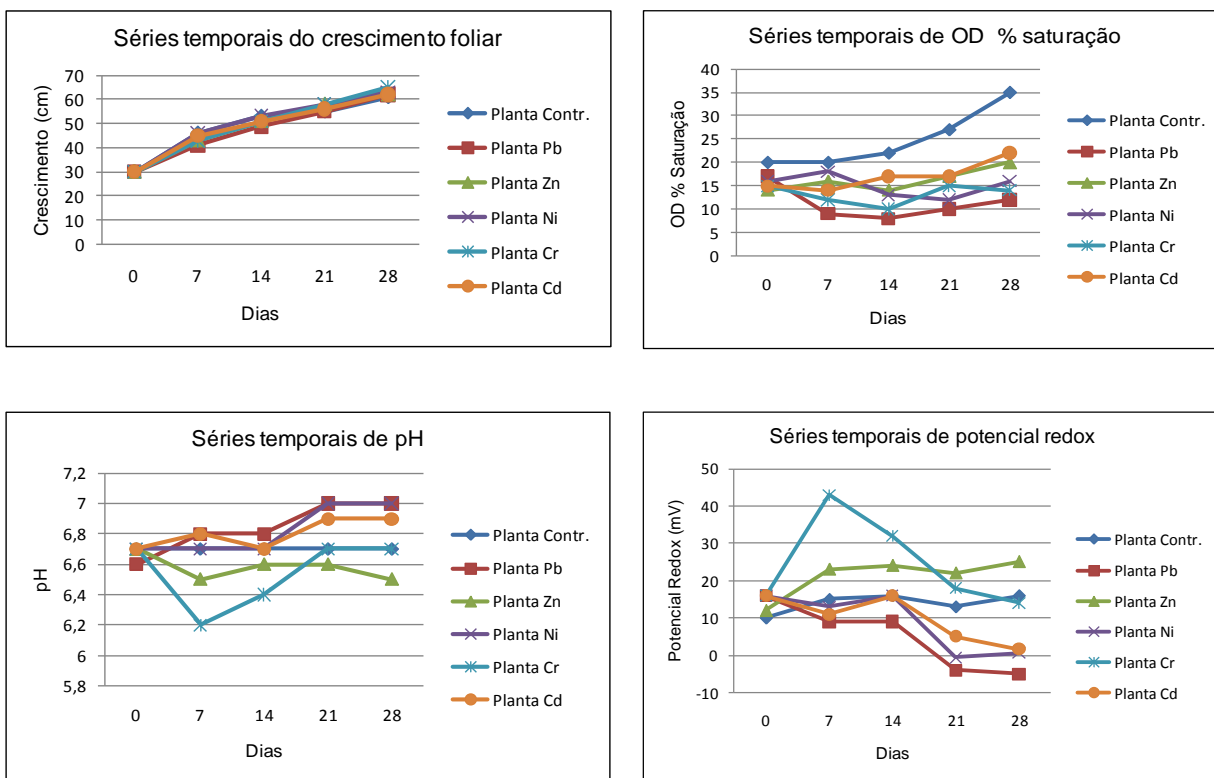 Séries temporais do crescimento foliar
Crescimento (cm)
70
60
50
40
30
20
10
0
0 7 14 21 28
Dias
Planta Contr.
Planta Pb
Planta Zn
Planta Ni
Planta Cr
Planta Cd
Séries temporais de OD % saturação
OD % Saturação
40
35
30
25
20
15
10
5
0
0 7 14 21 28
Dias
Planta Contr.
Planta Pb
Planta Zn
Planta Ni
Planta Cr
Planta Cd
Séries temporais de pH
pH
7,2
7
6,8
6,6
6,4
6,2
6
5,8
0 7 14 21 28
Dias
Planta Contr.
Planta Pb
Planta Zn
Planta Ni
Planta Cr
Planta Cd
Séries temporais de potencial redox
Potencial Redox (mV)
50
40
30
20
10
0
-10
0 7 14 21 28
Dias
Planta Contr.
Planta Pb
Planta Zn
Planta Ni
Planta Cr
Planta Cd